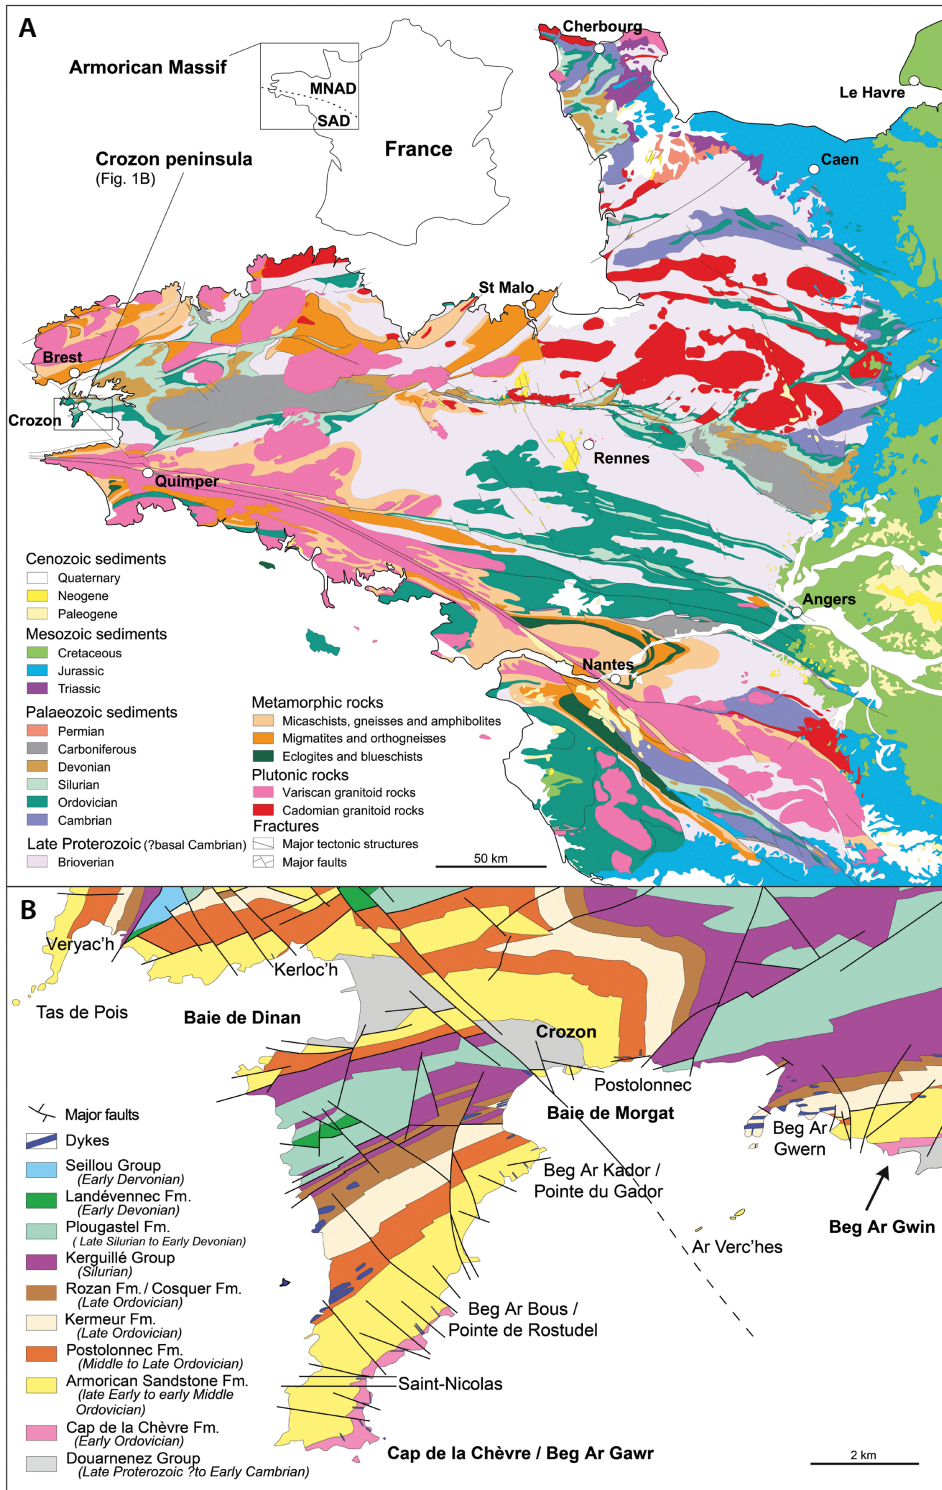 A
Cherbourg
Armorican Massif
MNAD
SAD
France
Le Havre
Crozon peninsula
(Fig. 1B)
Caen
St Malo
Brest
Crozon
Rennes
Quimper
Angers
Nantes
Cenozoic sediments
Quaternary
Neogene
Paleogene
Mesozoic sediments
Cretaceous
Jurassic
Triassic
Palaeozoic sediments
Permian
Carboniferous
Devonian
Silurian
Ordovician
Cambrian
Late Proterozoic (?basal Cambrian)
Brioverian
Metamorphic rocks
Micaschists, gneisses and amphibolites
Migmatites and orthogneisses
Eclogites and blueschists
Plutonic rocks
Variscan granitoid rocks
Cadomian granitoid rocks
Fractures
Major tectonic structures
Major faults
50 km
B
Veryac'h
Kerloc'h
Tas de Pois
Baie de Dinan
Crozon
Postolonnec
Baie de Morgat
Beg Ar
Gwern
Beg Ar Kador /
Pointe du Gador
Beg Ar Gwin
Ar Verc'hes
Beg Ar Bous /
Pointe de Rostudel
Saint-Nicolas
Cap de la Chèvre / Beg Ar Gawr
2 km
Major faults
Dykes
Seillou Group
(Early Dervonian)
Landévennec Fm.
(Early Devonian)
Plougastel Fm.
( Late Silurian to Early Devonian)
Kerguillé Group
(Silurian)
Rozan Fm. / Cosquer Fm.
(Late Ordovician)
Kermeur Fm.
(Late Ordovician)
Postolonnec Fm.
(Middle to Late Ordovician)
Armorican Sandstone Fm.
(late Early to early Middle
Ordovician)
Cap de la Chèvre Fm.
(Early Ordovician)
Douarnenez Group
(Late Proterozoic ?to Early Cambrian)